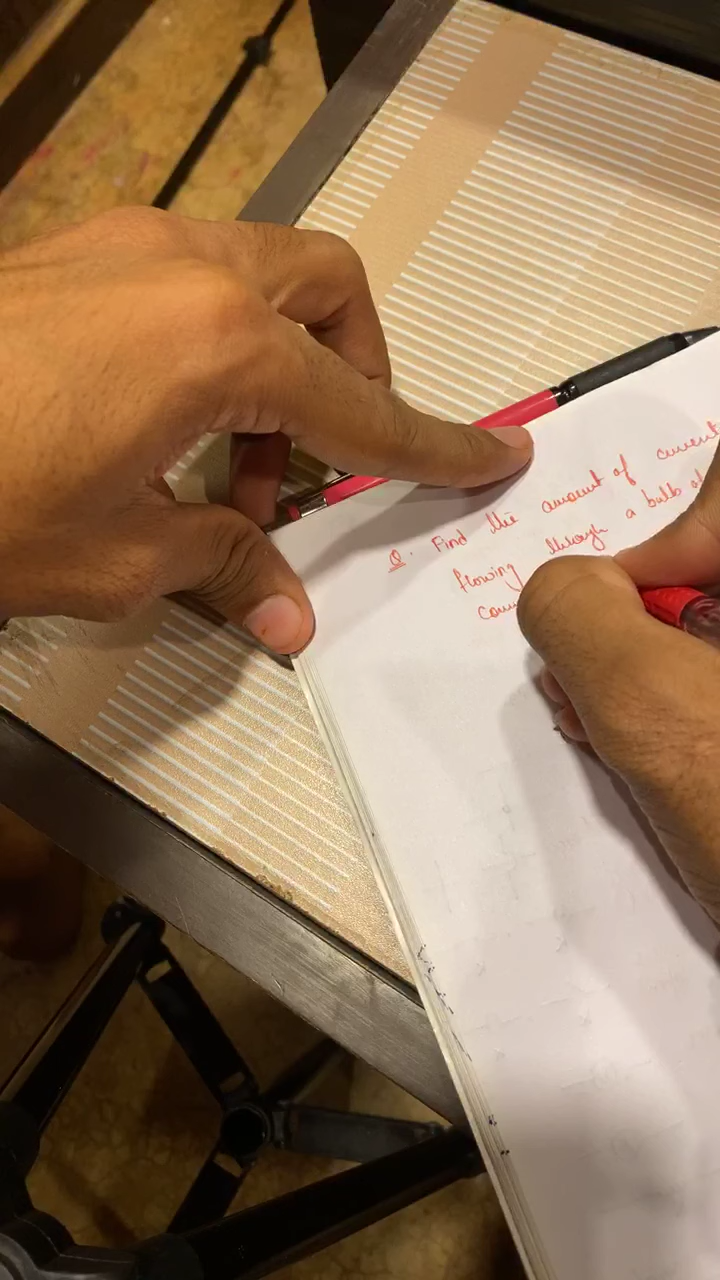 Q. Find the amount of current
flowing through a bulb of